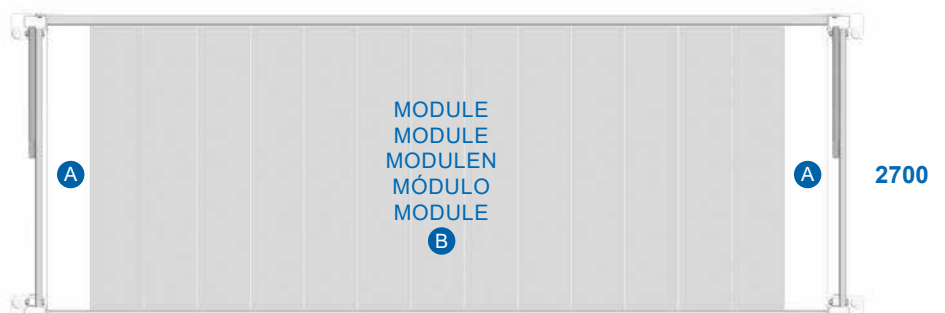 MODULE
MODULE
MODULEN
MÓDULO
MODULE
A
A
2700
B